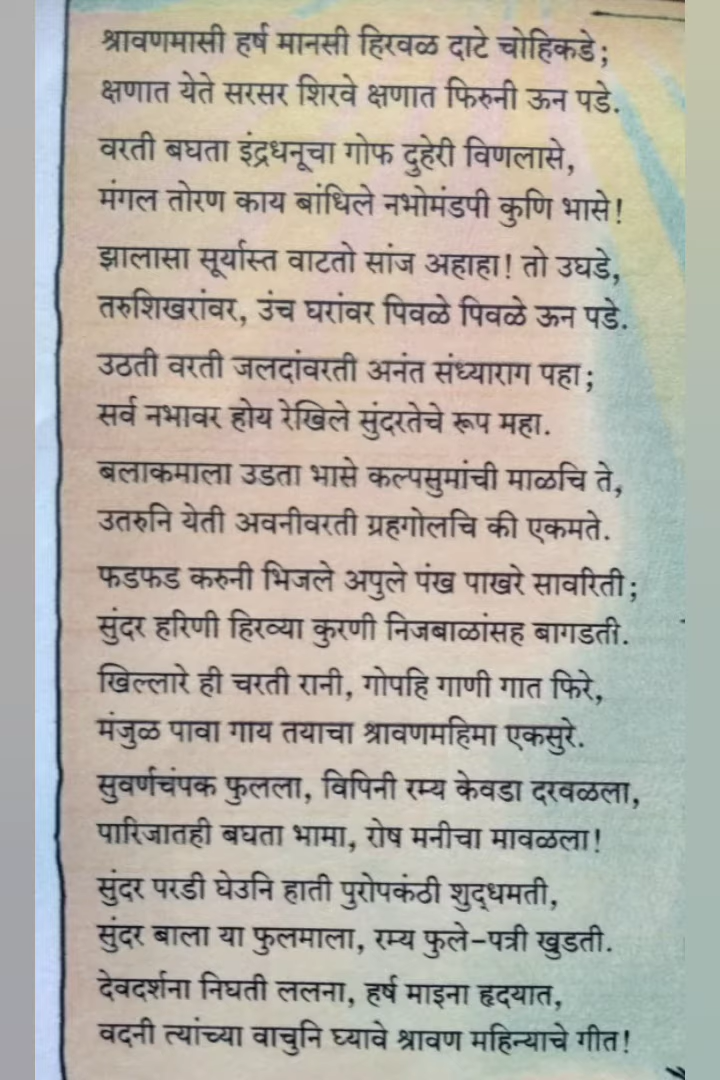 श्रावणमासी हर्ष मानसी हिरवळ दाटे चोहिकडे;
क्षणात येते सरसर शिरवे क्षणात फिरुनी ऊन पडे.
वरती बघता इंद्रधनूचा गोफ दुहेरी विणलासे,
मंगल तोरण काय बांधिले नभोमंडपी कुणि भासे!
झालासा सूर्यास्त वाटतो सांज अहाहा! तो उघडे,
तरुशिखरांवर, उंच घरांवर पिवळे पिवळे ऊन पडे.
उठती वरती जलदांवरती अनंत संध्याराग पहा;
सर्व नभावर होय रेखिले सुंदरतेचे रूप महा.
बलाकमाला उडता भासे कल्पसुमांची माळचि ते,
उतरुनि येती अवनीवरती ग्रहगोलचि की एकमते.
फडफड करुनी भिजले अपुले पंख पाखरे सावरिती;
सुंदर हरिणी हिरव्या कुरणी निजबाळांसह बागडती.
खिल्लारे ही चरती रानी, गोपहि गाणी गात फिरे,
मंजुळ पावा गाय तयाचा श्रावणमहिमा एकसुरे.
सुवर्णचंपक फुलला, विपिनी रम्य केवडा दरवळला,
पारिजातही बघता भामा, रोष मनीचा मावळला!
सुंदर परडी घेउनि हाती पुरोपकंठी शुद्धमती,
सुंदर बाला या फुलमाला, रम्य फुले-पत्री खुडती.
देवदर्शना निघती ललना, हर्ष माइना हृदयात,
वदनी त्यांच्या वाचुनि घ्यावे श्रावण महिन्याचे गीत!